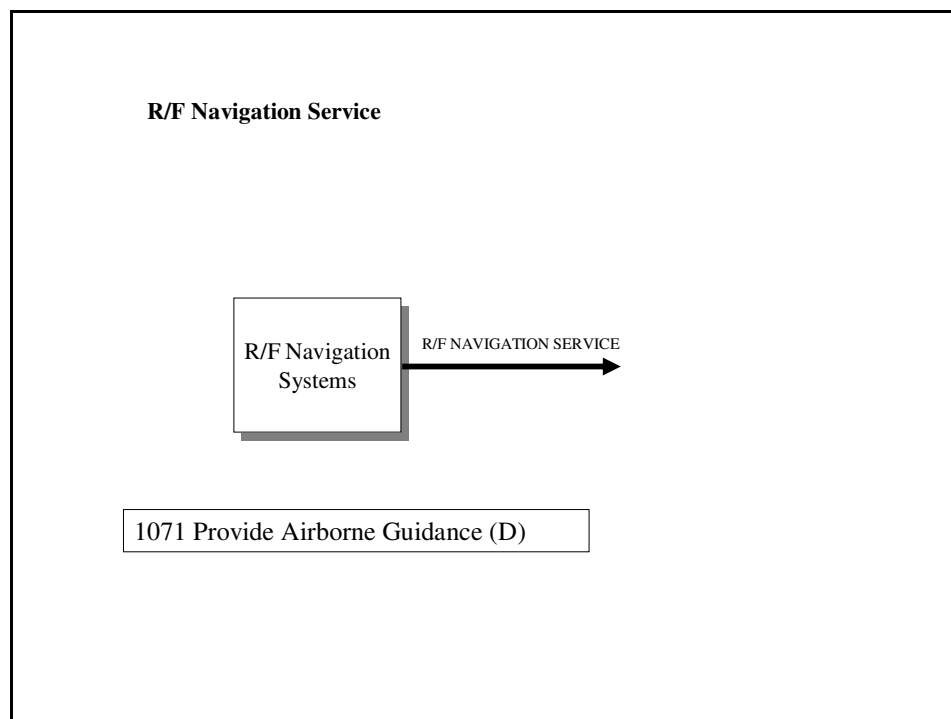 R/F Navigation Service
R/F Navigation
Systems
R/F NAVIGATION SERVICE
1071 Provide Airborne Guidance (D)